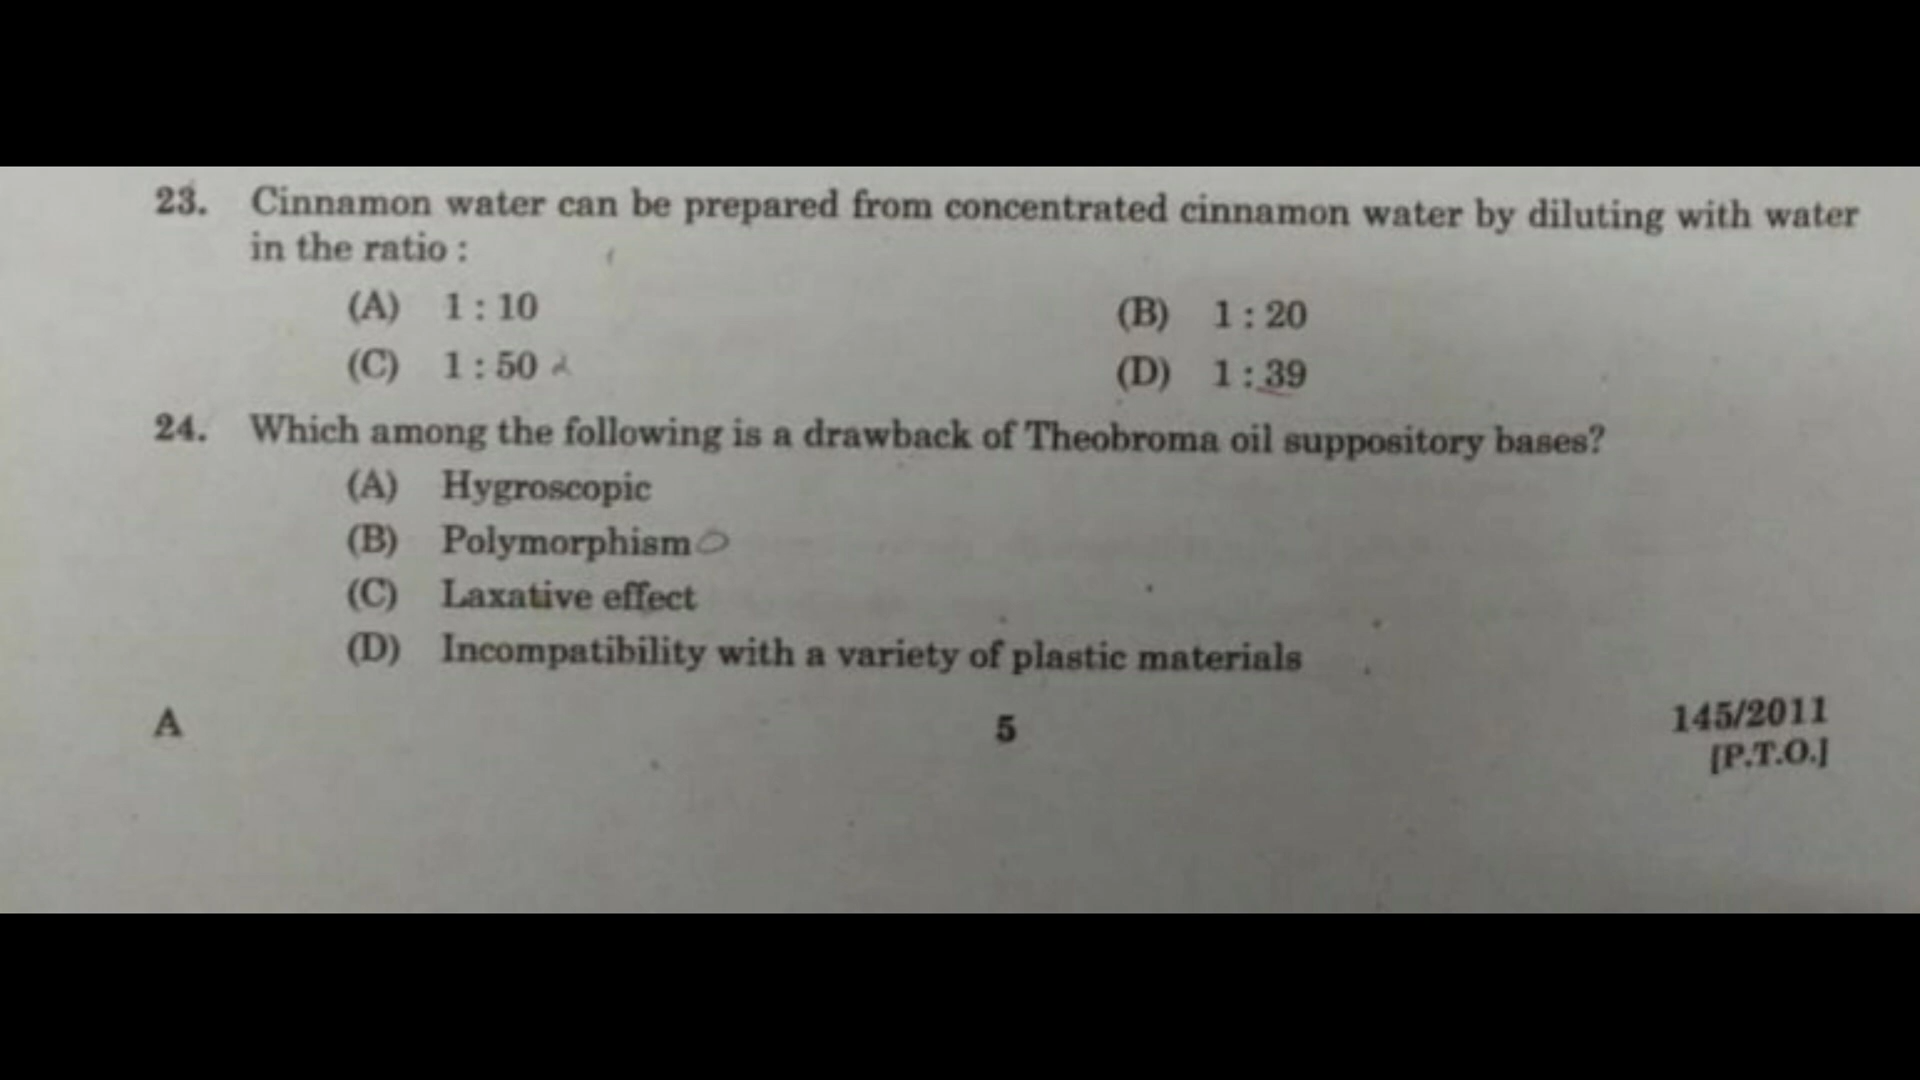 23. Cinnamon water can be prepared from concentrated cinnamon water by diluting with water
in the ratio :
(A) 1 : 10 (B) 1 : 20
(C) 1 : 50 (D) 1 : 39
24. Which among the following is a drawback of Theobroma oil suppository bases?
(A) Hygroscopic
(B) Polymorphism
(C) Laxative effect
(D) Incompatibility with a variety of plastic materials
A 5 145/2011
[P.T.O.]